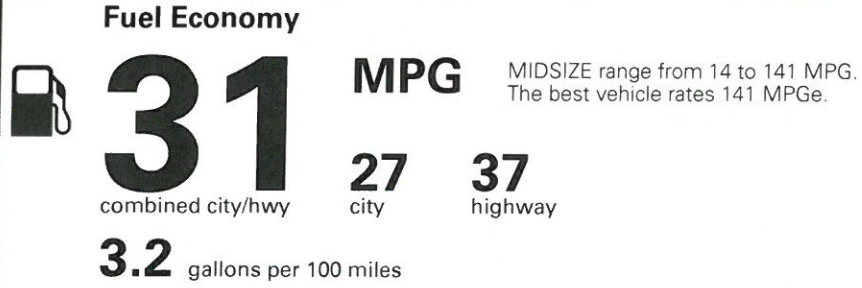 Fuel Economy
31 MPG
MIDSIZE range from 14 to 141 MPG.
The best vehicle rates 141 MPGe.
combined city/hwy
27 city
37 highway
3.2 gallons per 100 miles